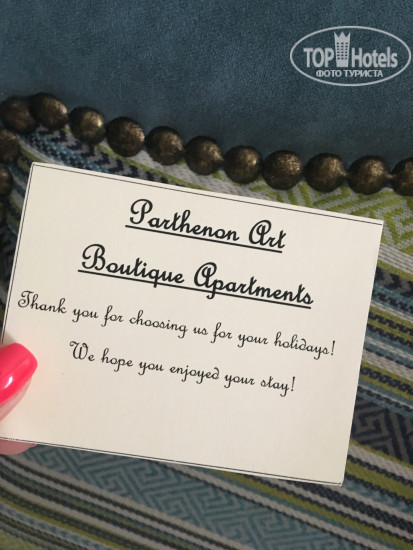 TOP Hotels
ФОТО ТУРИСТА
Parthenon Art
Boutique Apartments
Thank you for choosing us for your holidays!
We hope you enjoyed your stay!